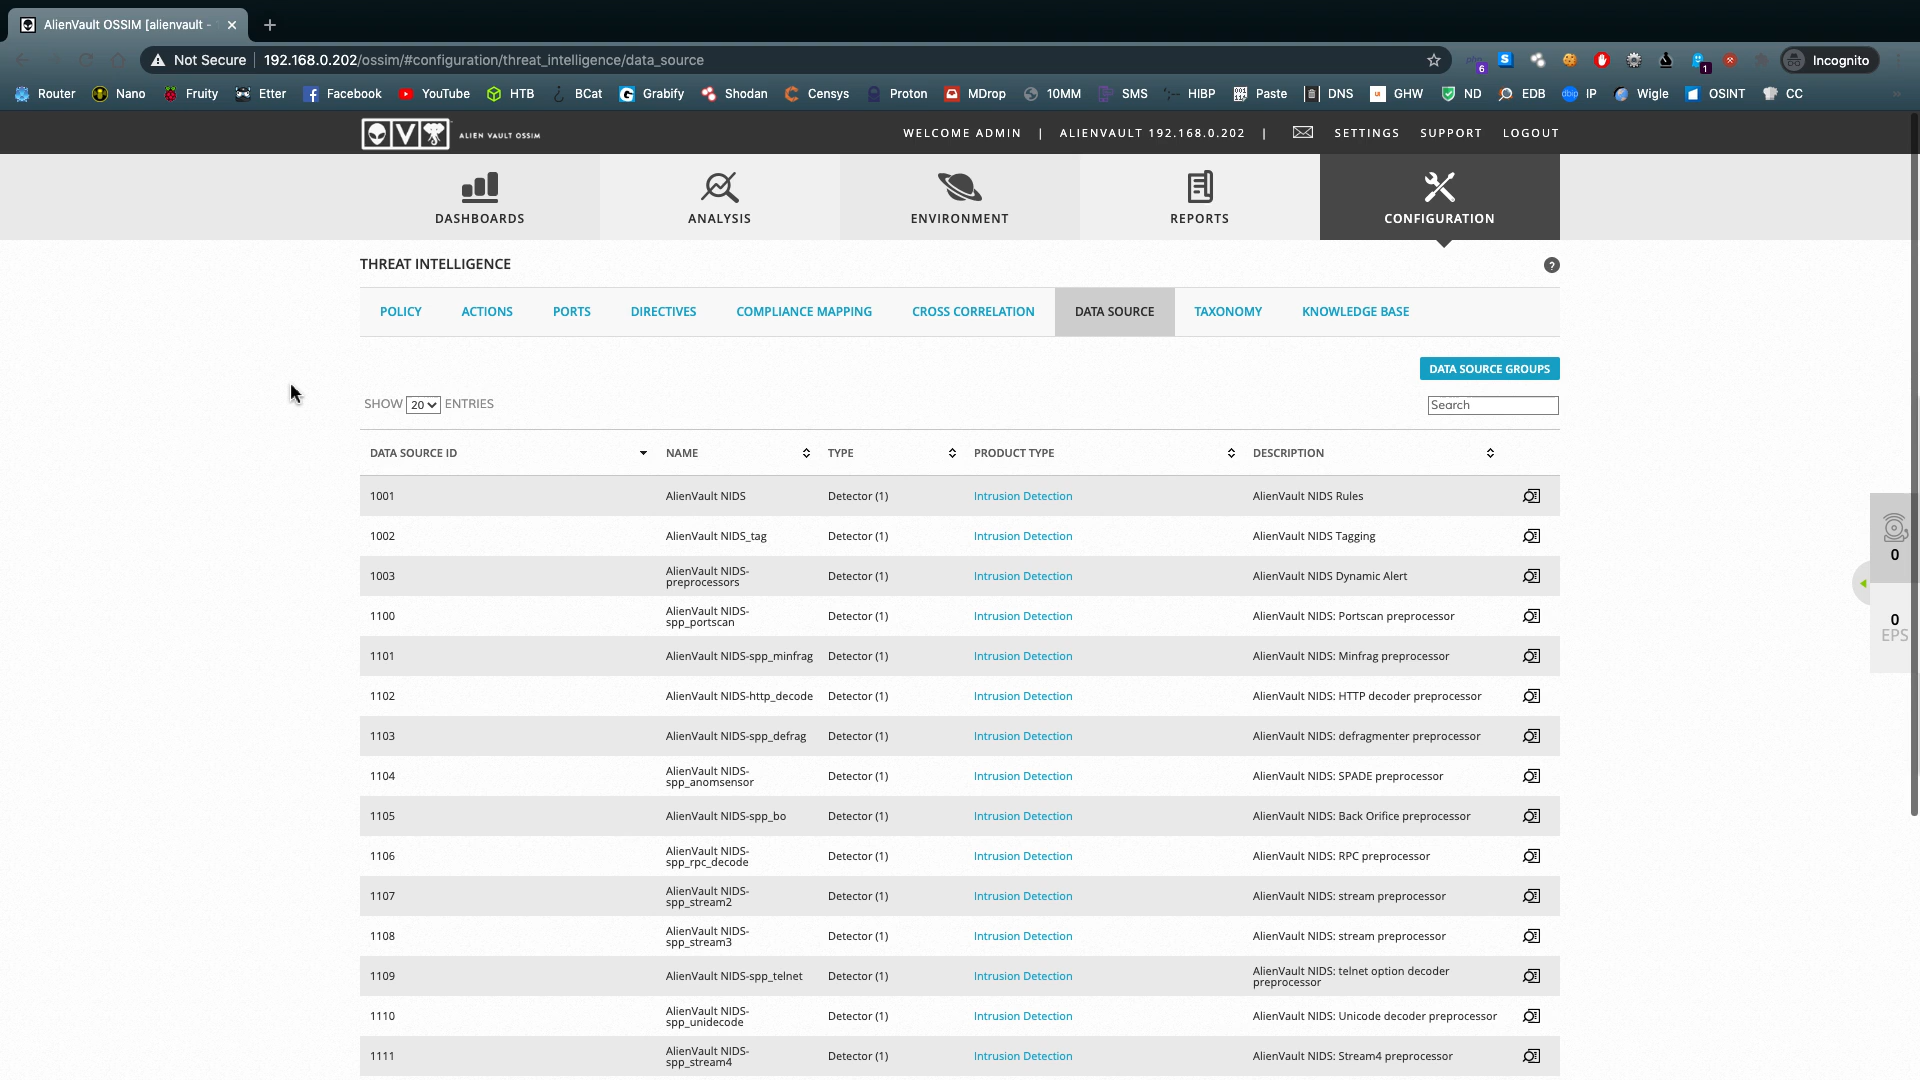 AlienVault OSSIM [alienvault -
Not Secure 192.168.0.202/ossim/#configuration/threat_intelligence/data_source
6
1
Incognito
Router Nano Fruity Etter Facebook YouTube HTB BCat Grabify Shodan Censys Proton MDrop 10MM SMS HIBP Paste DNS GHW ND EDB IP Wigle OSINT CC
ALIEN VAULT OSSIM
WELCOME ADMIN | ALIENVAULT 192.168.0.202 | SETTINGS SUPPORT LOGOUT
DASHBOARDS ANALYSIS ENVIRONMENT REPORTS CONFIGURATION
THREAT INTELLIGENCE
?
POLICY ACTIONS PORTS DIRECTIVES COMPLIANCE MAPPING CROSS CORRELATION DATA SOURCE TAXONOMY KNOWLEDGE BASE
DATA SOURCE GROUPS
SHOW 20 ENTRIES
Search
DATA SOURCE ID NAME TYPE PRODUCT TYPE DESCRIPTION
1001 AlienVault NIDS Detector (1) Intrusion Detection AlienVault NIDS Rules
1002 AlienVault NIDS_tag Detector (1) Intrusion Detection AlienVault NIDS Tagging
1003 AlienVault NIDS-
preprocessors Detector (1) Intrusion Detection AlienVault NIDS Dynamic Alert
1100 AlienVault NIDS-
spp_portscan Detector (1) Intrusion Detection AlienVault NIDS: Portscan preprocessor
1101 AlienVault NIDS-spp_minfrag Detector (1) Intrusion Detection AlienVault NIDS: Minfrag preprocessor
1102 AlienVault NIDS-http_decode Detector (1) Intrusion Detection AlienVault NIDS: HTTP decoder preprocessor
1103 AlienVault NIDS-spp_defrag Detector (1) Intrusion Detection AlienVault NIDS: defragmenter preprocessor
1104 AlienVault NIDS-
spp_anomsensor Detector (1) Intrusion Detection AlienVault NIDS: SPADE preprocessor
1105 AlienVault NIDS-spp_bo Detector (1) Intrusion Detection AlienVault NIDS: Back Orifice preprocessor
1106 AlienVault NIDS-
spp_rpc_decode Detector (1) Intrusion Detection AlienVault NIDS: RPC preprocessor
1107 AlienVault NIDS-
spp_stream2 Detector (1) Intrusion Detection AlienVault NIDS: stream preprocessor
1108 AlienVault NIDS-
spp_stream3 Detector (1) Intrusion Detection AlienVault NIDS: stream preprocessor
1109 AlienVault NIDS-spp_telnet Detector (1) Intrusion Detection AlienVault NIDS: telnet option decoder
preprocessor
1110 AlienVault NIDS-
spp_unidecode Detector (1) Intrusion Detection AlienVault NIDS: Unicode decoder preprocessor
1111 AlienVault NIDS-
spp_stream4 Detector (1) Intrusion Detection AlienVault NIDS: Stream4 preprocessor
0
0
EPS